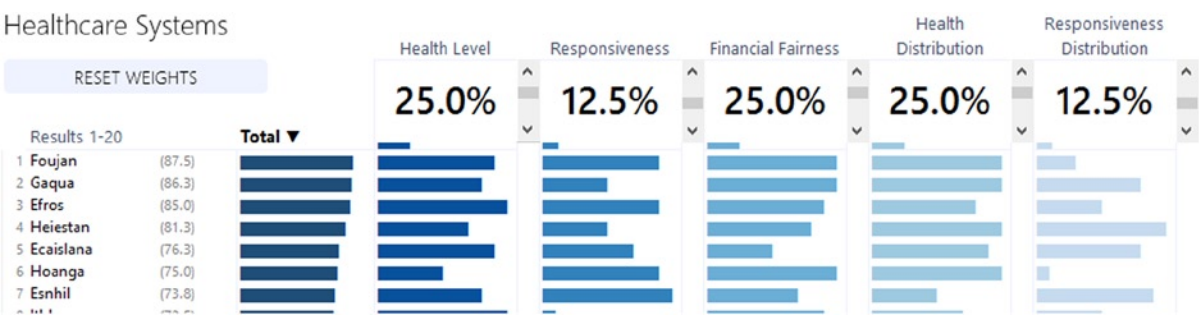 Healthcare Systems
RESET WEIGHTS
Health Level
Responsiveness
Financial Fairness
Health
Distribution
Responsiveness
Distribution
25.0%
12.5%
25.0%
25.0%
12.5%
Results 1-20
Total ▼
1 Foujan (87.5)
2 Gaqua (86.3)
3 Efros (85.0)
4 Heiestan (81.3)
5 Ecaislana (76.3)
6 Hoanga (75.0)
7 Esnhil (73.8)